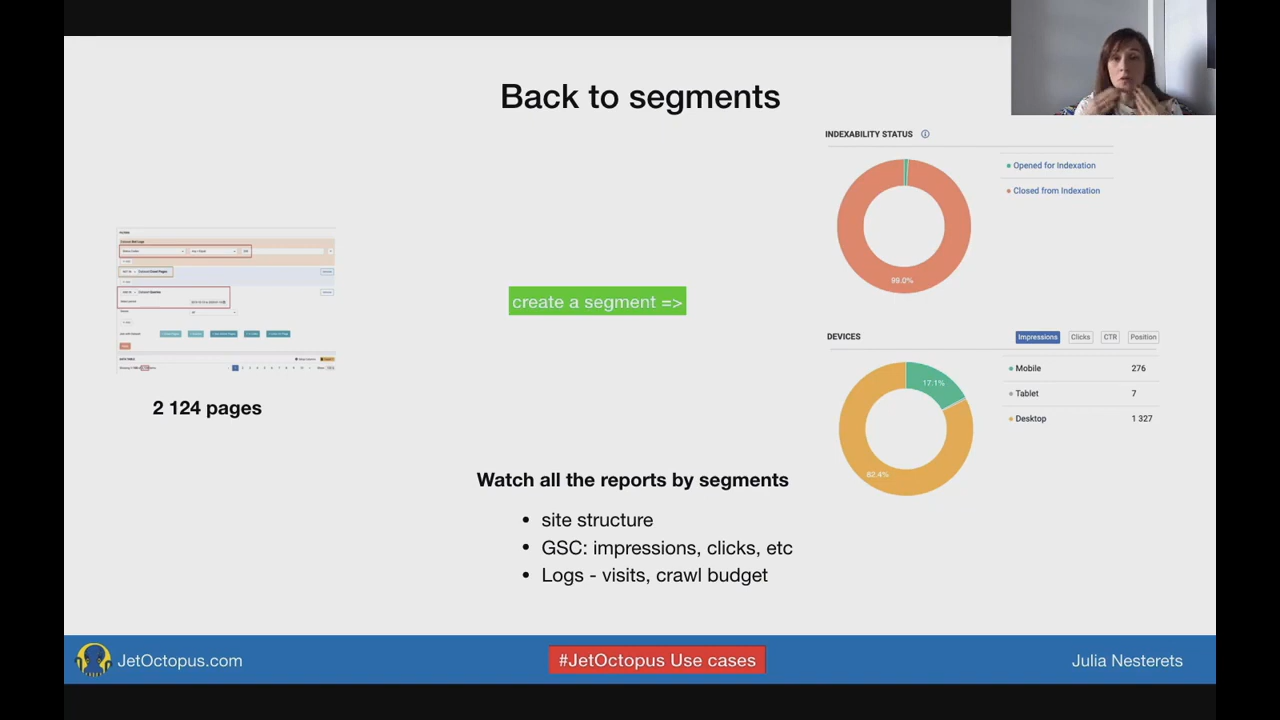 Back to segments
INDEXABILITY STATUS
Opened for Indexation
Closed from Indexation
99.0%
create a segment =>
2 124 pages
DEVICES
Impressions Clicks CTR Position
17.1%
82.4%
Mobile 276
Tablet 7
Desktop 1 327
Watch all the reports by segments
• site structure
• GSC: impressions, clicks, etc
• Logs - visits, crawl budget
JetOctopus.com
#JetOctopus Use cases
Julia Nesterets